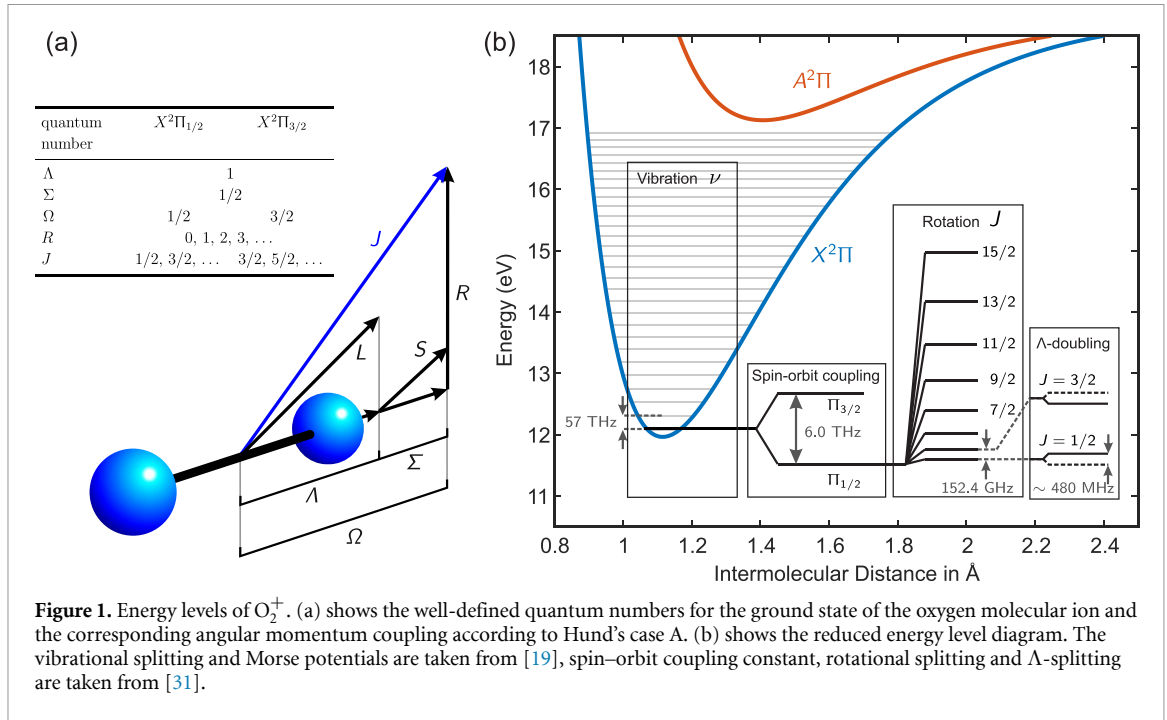 (a)
quantum number X²Π₁/₂ X²Π₃/₂
Λ 1
Σ 1/2
Ω 1/2 3/2
R 0, 1, 2, 3, …
J 1/2, 3/2, … 3/2, 5/2, …
J
R
L
S
Σ
Λ
Ω
(b)
Energy (eV)
18
17
16
15
14
13
12
11
0.8 1 1.2 1.4 1.6 1.8 2 2.2 2.4
Intermolecular Distance in Å
A²Π
X²Π
Vibration ν
57 THz
Spin-orbit coupling
Π₃/₂
6.0 THz
Π₁/₂
Rotation J
15/2
13/2
11/2
9/2
7/2
152.4 GHz
Λ-doubling
J = 3/2
J = 1/2
∼ 480 MHz
Figure 1. Energy levels of O₂⁺. (a) shows the well-defined quantum numbers for the ground state of the oxygen molecular ion and
the corresponding angular momentum coupling according to Hund's case A. (b) shows the reduced energy level diagram. The
vibrational splitting and Morse potentials are taken from [19], spin–orbit coupling constant, rotational splitting and Λ-splitting
are taken from [31].